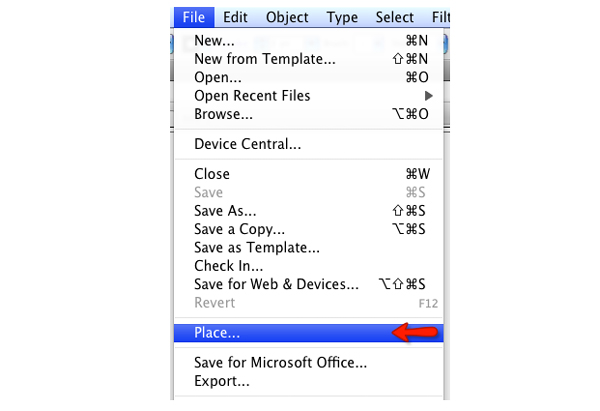 File Edit Object Type Select Filt
New... ⌘N
New from Template... ⇧⌘N
Open... ⌘O
Open Recent Files ▶
Browse... ⌥⌘O
Device Central...
Close ⌘W
Save ⌘S
Save As... ⇧⌘S
Save a Copy... ⌥⌘S
Save as Template...
Check In...
Save for Web & Devices... ⌥⇧⌘S
Revert F12
Place...
Save for Microsoft Office...
Export...